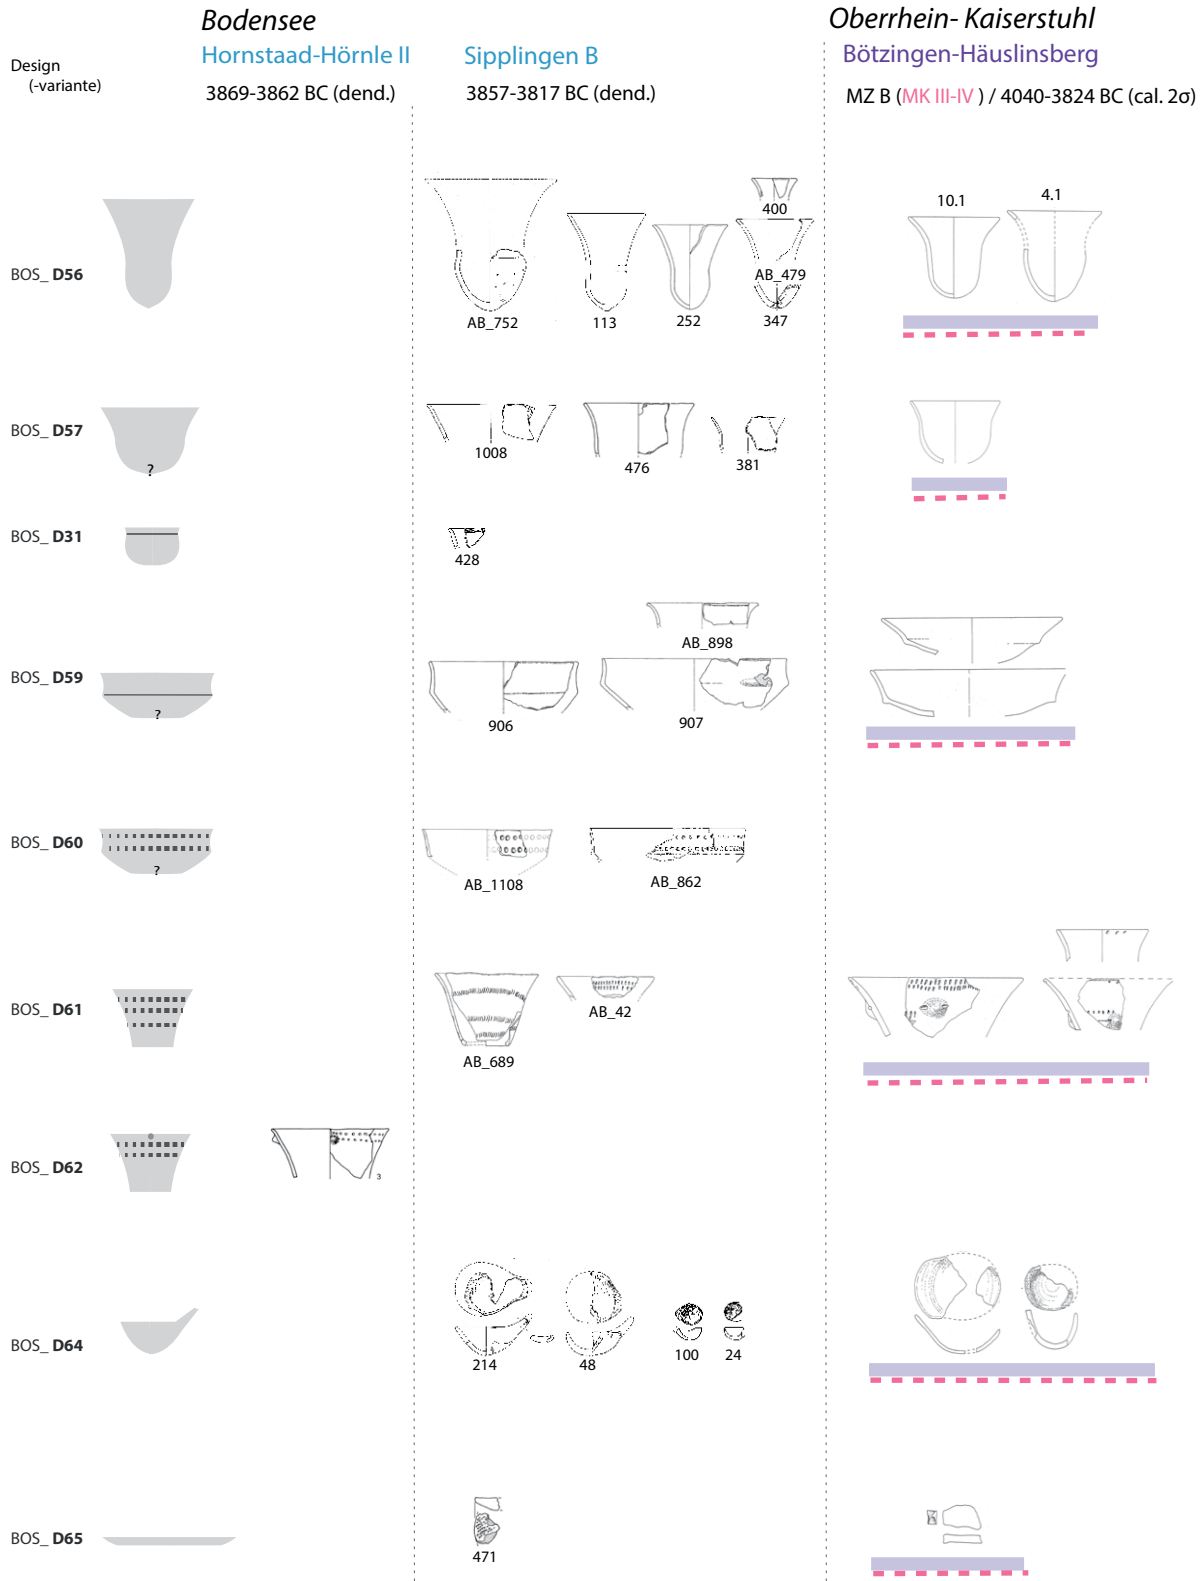 Bodensee
Oberrhein- Kaiserstuhl
Hornstaad-Hörnle II
Sipplingen B
Bötzingen-Häuslinsberg
Design
(-variante)
3869-3862 BC (dend.)
3857-3817 BC (dend.)
MZ B (MK III-IV ) / 4040-3824 BC (cal. 2σ)
BOS_ D56
400
AB_479
AB_752
113
252
347
10.1
4.1
BOS_ D57
?
1008
476
381
BOS_ D31
428
BOS_ D59
?
AB_898
906
907
BOS_ D60
?
AB_1108
AB_862
BOS_ D61
AB_42
AB_689
BOS_ D62
3
BOS_ D64
214
48
100
24
BOS_ D65
471